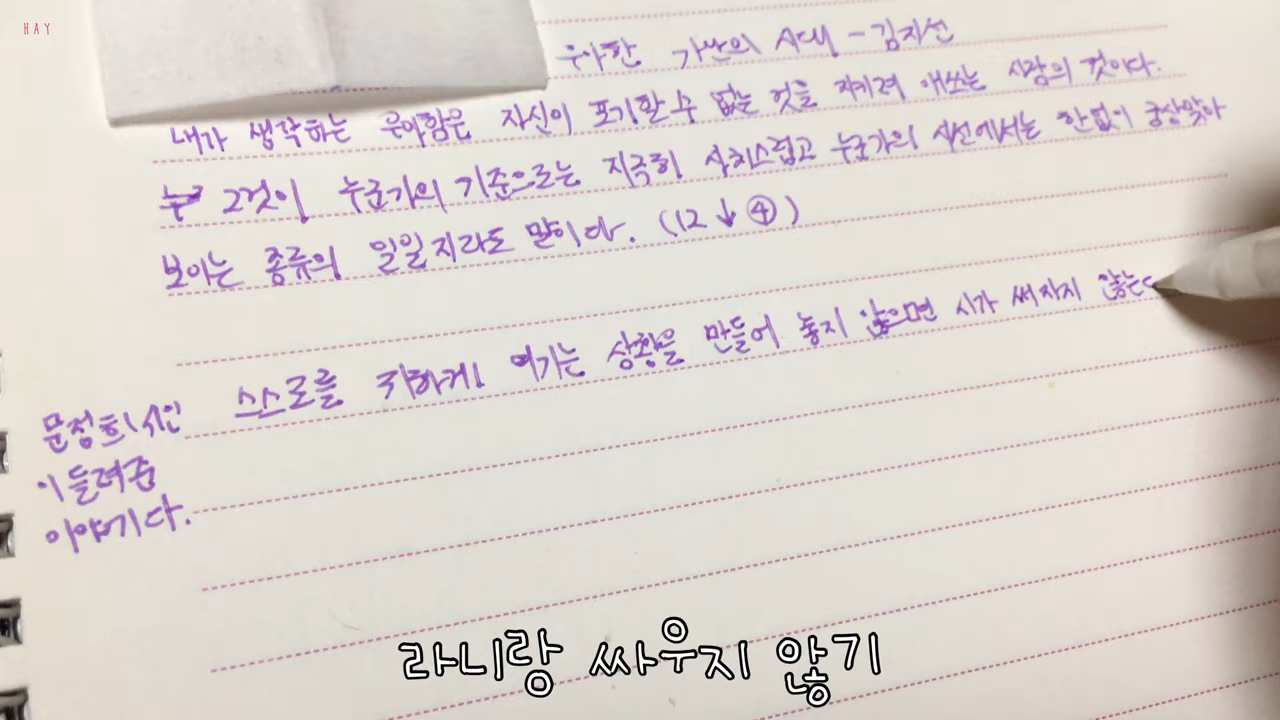 HAY
우아한 가난의 시대 - 김지선
내가 생각하는 우아함은 자신이 포기할 수 없는 것을 지키려 애쓰는 사람의 것이다.
그것이 누군가의 기준으로는 지극히 사치스럽고 누군가의 시선에서는 한없이 궁상맞아
보이는 종류의 일일지라도 말이다. (12↓④)
스스로를 귀하게 여기는 상황을 만들어 놓지 않으면 시가 써지지 않는
문정희 시인
이 들려준
이야기다.
라니랑 싸우지 않기